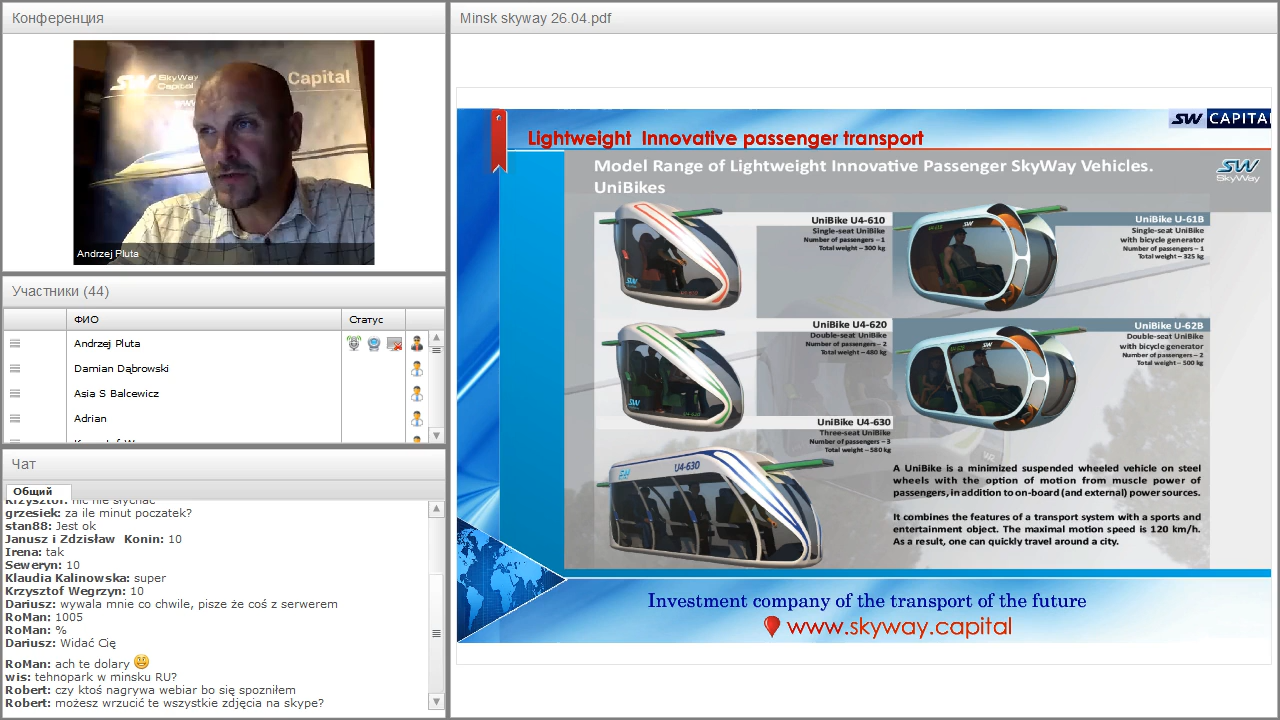 Конференция
SW SkyWay Capital
Capital
Andrzej Pluta
Участники (44)
ФИО
Статус
Andrzej Pluta
Damian Dąbrowski
Asia S Balcewicz
Adrian
Чат
Общий
Krzysztof: nic nie słychać
grzesiek: za ile minut poczatek?
stan88: Jest ok
Janusz i Zdzisław Konin: 10
Irena: tak
Seweryn: 10
Klaudia Kalinowska: super
Krzysztof Wegrzyn: 10
Dariusz: wywala mnie co chwile, pisze że coś z serwerem
RoMan: 1005
RoMan: %
Dariusz: Widać Cię
RoMan: ach te dolary
wis: tehnopark w minsku RU?
Robert: czy ktoś nagrywa webiar bo się spozniłem
Robert: możesz wrzucić te wszystkie zdjęcia na skype?
Minsk skyway 26.04.pdf
SW CAPITA
Lightweight Innovative passenger transport
Model Range of Lightweight Innovative Passenger SkyWay Vehicles.
UniBikes
SW
SkyWay
UniBike U4-610
Single-seat UniBike
Number of passengers – 1
Total weight – 300 kg
UniBike U-61B
Single-seat UniBike
with bicycle generator
Number of passengers – 1
Total weight – 325 kg
UniBike U4-620
Double-seat UniBike
Number of passengers – 2
Total weight – 480 kg
UniBike U-62B
Double-seat UniBike
with bicycle generator
Number of passengers – 2
Total weight – 500 kg
UniBike U4-630
Three-seat UniBike
Number of passengers – 3
Total weight – 580 kg
U4-630
A UniBike is a minimized suspended wheeled vehicle on steel
wheels with the option of motion from muscle power of
passengers, in addition to on-board (and external) power sources.
It combines the features of a transport system with a sports and
entertainment object. The maximal motion speed is 120 km/h.
As a result, one can quickly travel around a city.
Investment company of the transport of the future
www.skyway.capital